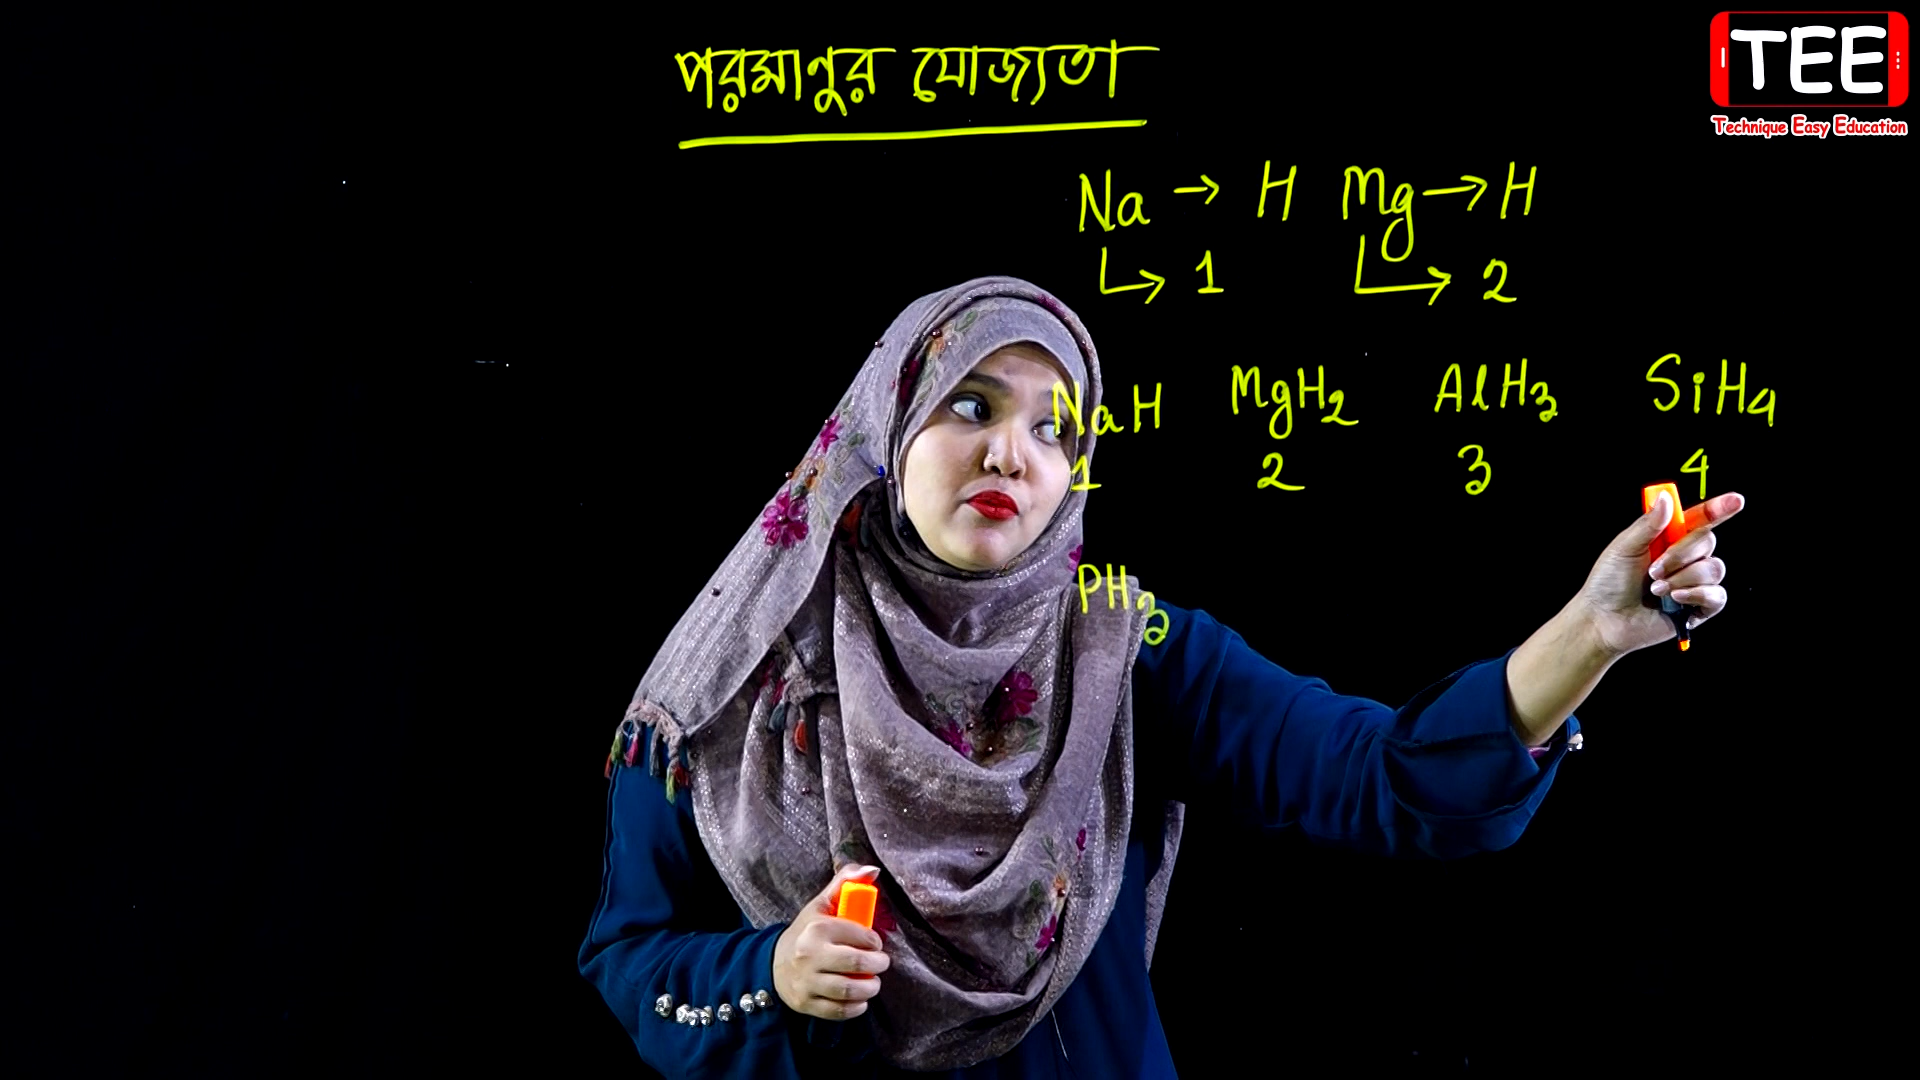 পরমাণুর যোজ্যতা
TEE
Technique Easy Education
Na → H Mg → H
↳ 1 ↳ 2
NaH MgH2 AlH3 SiH4
1 2 3 4
PH3